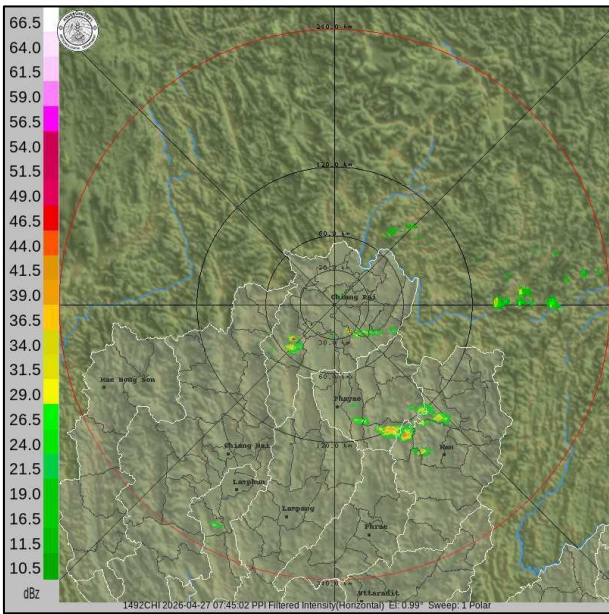 66.5
64.0
61.5
59.0
56.5
54.0
51.5
49.0
46.5
44.0
41.5
39.0
36.5
34.0
31.5
29.0
26.5
24.0
21.5
19.0
16.5
11.5
10.5
dBz
120.0 km
60.0 km
Chiang Rai
60.0 km
Mae Hong Son
Phayao
120.0 km
Chiang Mai
Nan
Lamphun
Lampang
Phrae
Uttaradit
1492CHI 2026-04-27 07:45:02 PPI Filtered Intensity(Horizontal) El: 0.99° Sweep: 1 Polar